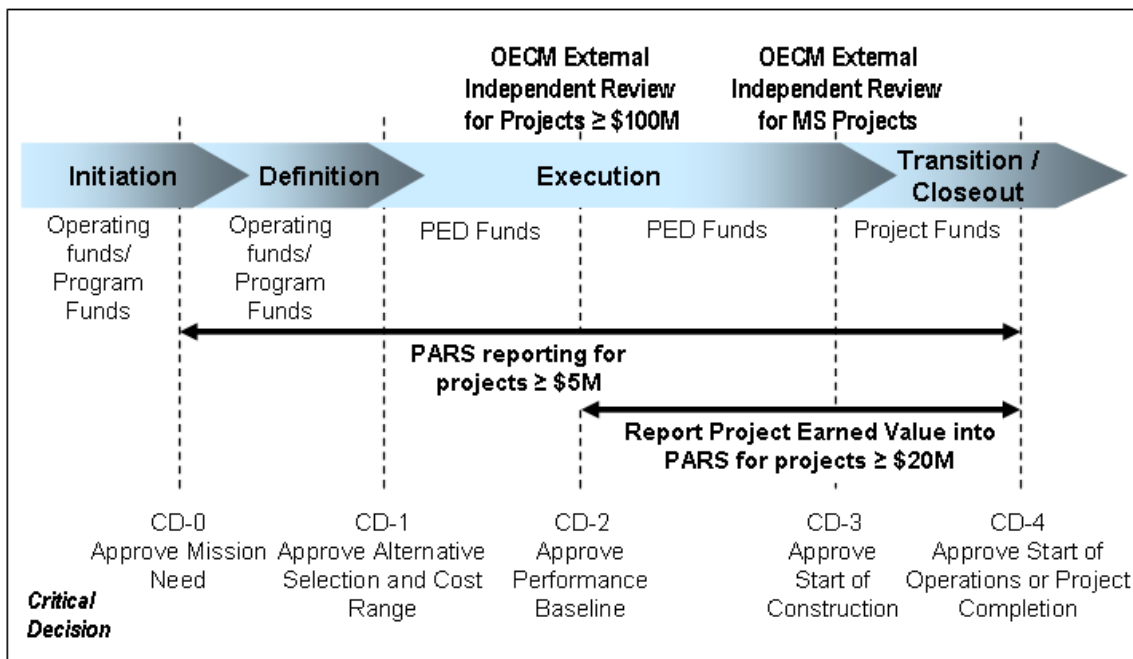 OECM External
Independent Review
for Projects ≥ $100M
OECM External
Independent Review
for MS Projects
Initiation
Definition
Execution
Transition /
Closeout
Operating
funds/
Program
Funds
Operating
funds/
Program
Funds
PED Funds
PED Funds
Project Funds
PARS reporting for
projects ≥ $5M
Report Project Earned Value into
PARS for projects ≥ $20M
CD-0
Approve Mission
Need
CD-1
Approve Alternative
Selection and Cost
Range
CD-2
Approve
Performance
Baseline
CD-3
Approve
Start of
Construction
CD-4
Approve Start of
Operations or Project
Completion
Critical
Decision